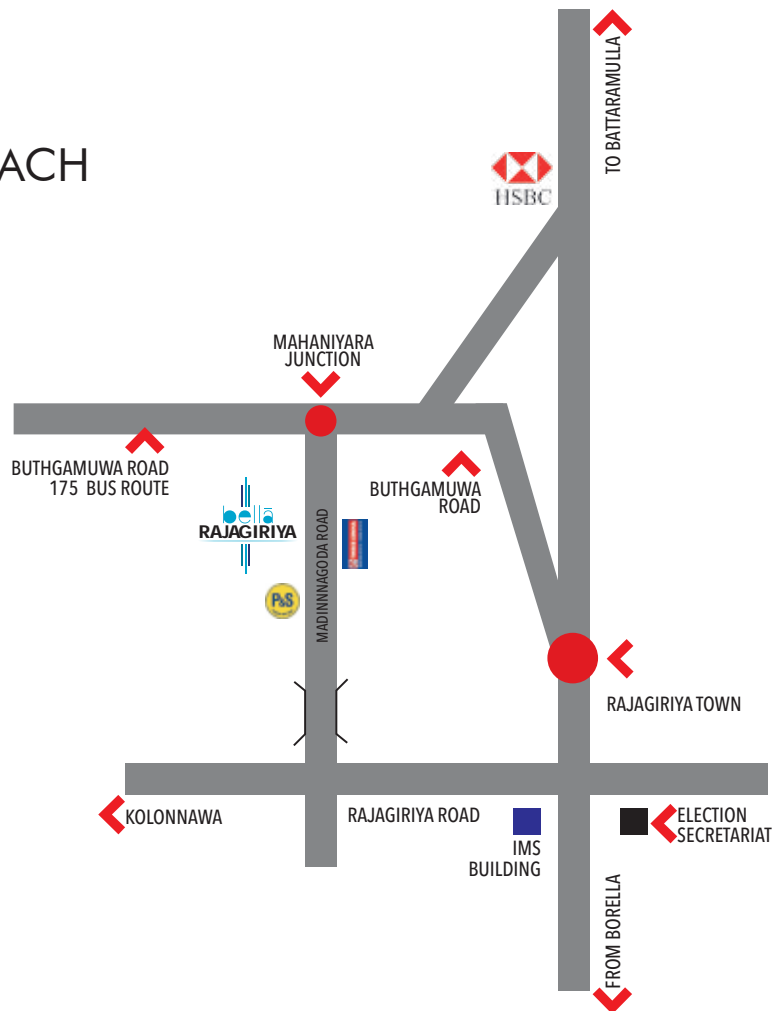 ACH
TO BATTARAMULLA
HSBC
MAHANIYARA
JUNCTION
BUTHGAMUWA ROAD
175 BUS ROUTE
BUTHGAMUWA
ROAD
bella
RAJAGIRIYA
P&S
MADINNNAGODA ROAD
RAJAGIRIYA TOWN
KOLONNAWA
RAJAGIRIYA ROAD
IMS
BUILDING
ELECTION
SECRETARIAT
FROM BORELLA